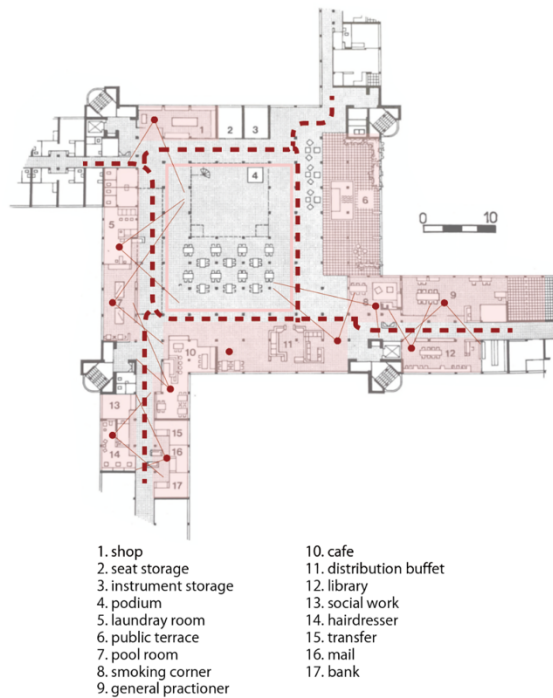 1
2
3
4
5
6
0
10
9
10
11
12
13
14
15
16
17
1. shop
2. seat storage
3. instrument storage
4. podium
5. laundray room
6. public terrace
7. pool room
8. smoking corner
9. general practioner
10. cafe
11. distribution buffet
12. library
13. social work
14. hairdresser
15. transfer
16. mail
17. bank